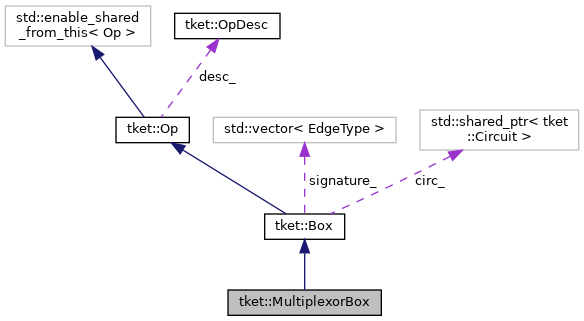 std::enable_shared
_from_this< Op >
tket::OpDesc
desc_
tket::Op
std::vector< EdgeType >
std::shared_ptr< tket
::Circuit >
signature_
circ_
tket::Box
tket::MultiplexorBox